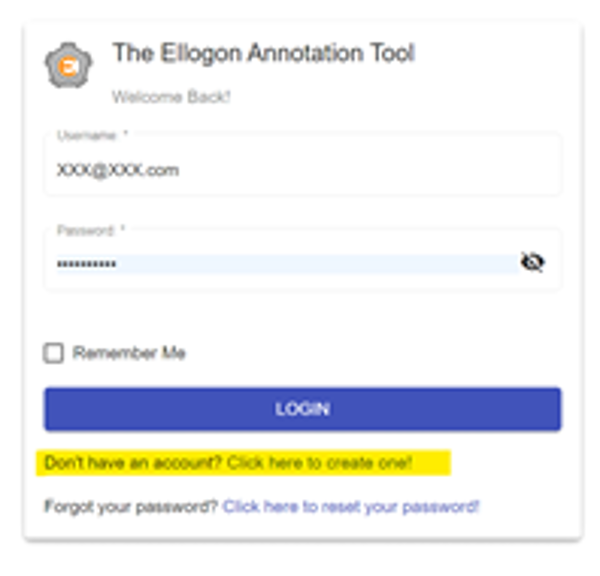 The Ellogon Annotation Tool
Welcome Back!
Username *
XXX@XXX.com
Password *
••••••••••
Remember Me
LOGIN
Don't have an account? Click here to create one!
Forgot your password? Click here to reset your password!